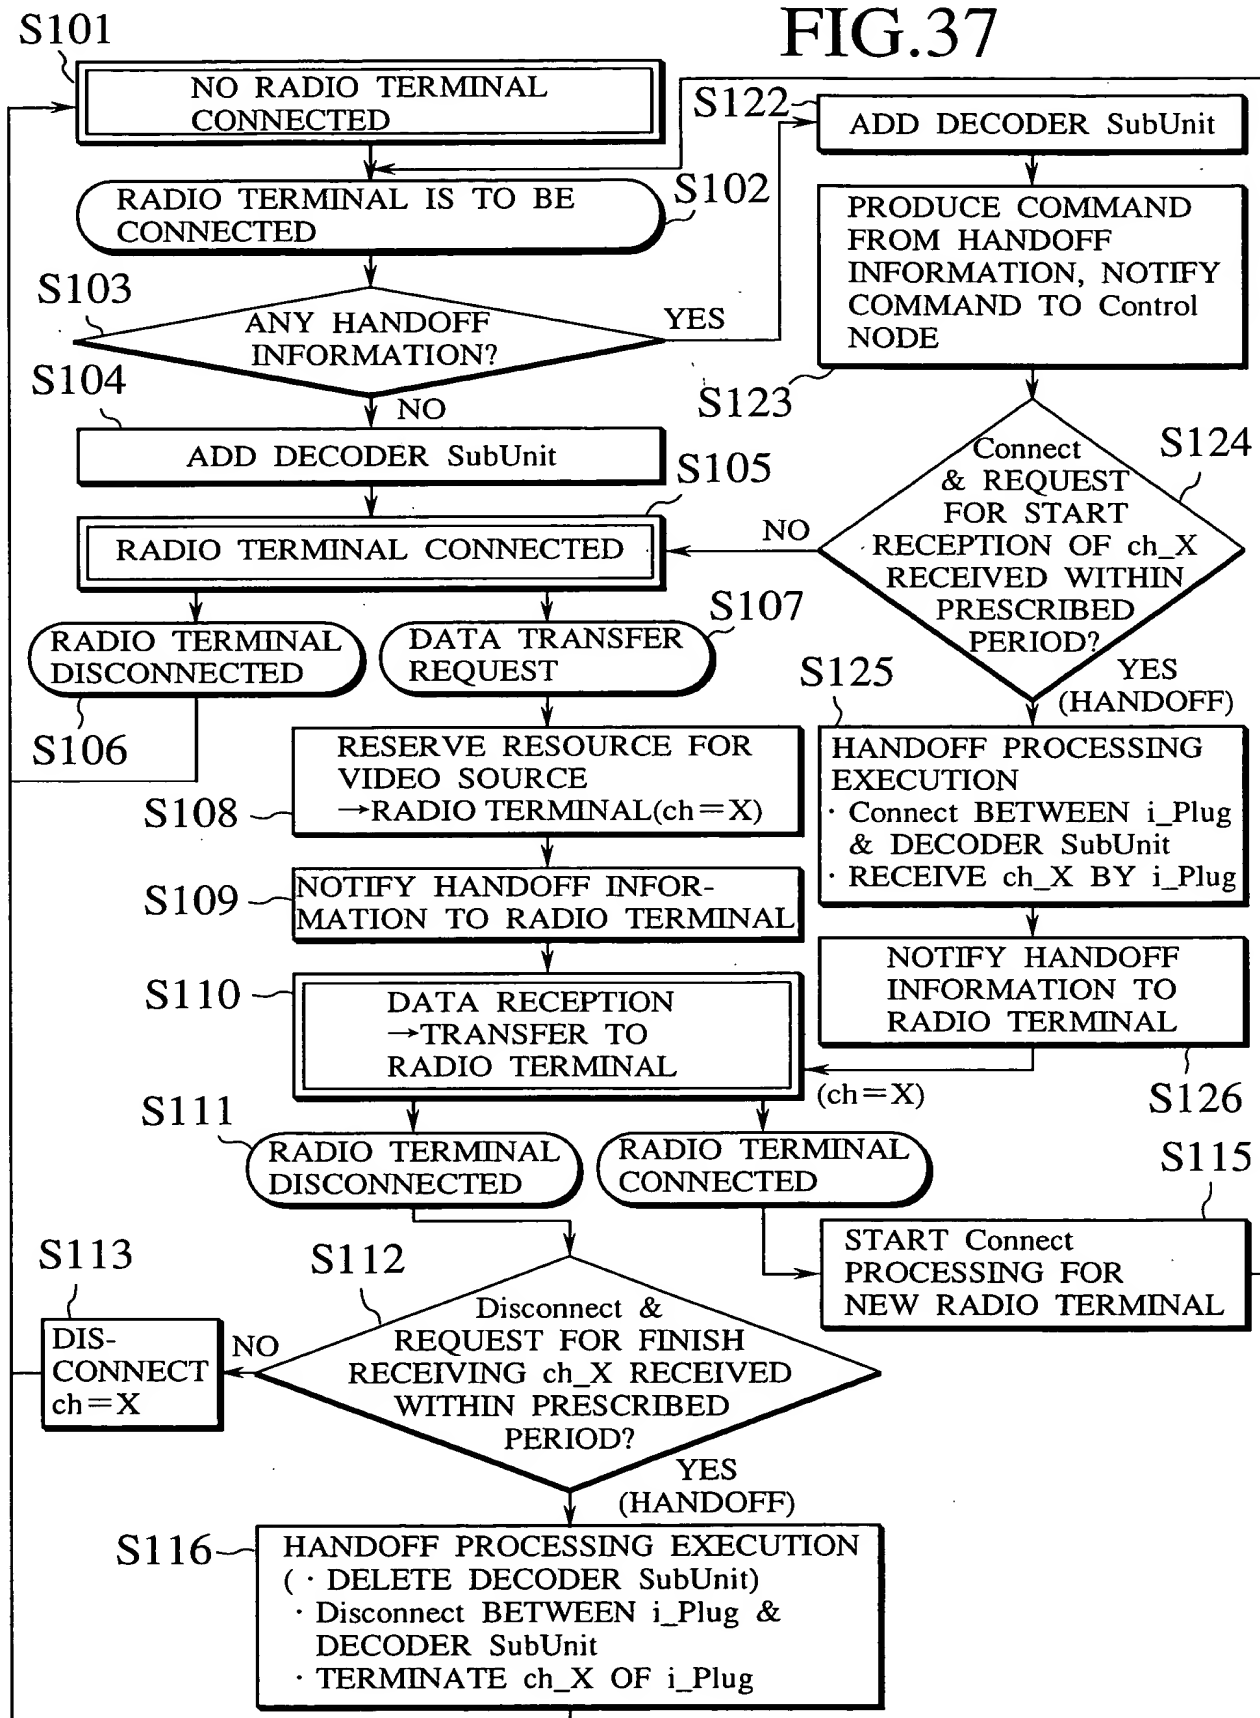 FIG.37
S101
NO RADIO TERMINAL
CONNECTED
S102
RADIO TERMINAL IS TO BE
CONNECTED
S103
ANY HANDOFF
INFORMATION?
YES
NO
S104
ADD DECODER SubUnit
S105
RADIO TERMINAL CONNECTED
S106
RADIO TERMINAL
DISCONNECTED
S107
DATA TRANSFER
REQUEST
S108
RESERVE RESOURCE FOR
VIDEO SOURCE
→RADIO TERMINAL(ch=X)
S109
NOTIFY HANDOFF INFOR-
MATION TO RADIO TERMINAL
S110
DATA RECEPTION
→TRANSFER TO
RADIO TERMINAL
S111
RADIO TERMINAL
DISCONNECTED
RADIO TERMINAL
CONNECTED
S112
Disconnect &
REQUEST FOR FINISH
RECEIVING ch_X RECEIVED
WITHIN PRESCRIBED
PERIOD?
NO
YES
(HANDOFF)
S113
DIS-
CONNECT
ch=X
S115
START Connect
PROCESSING FOR
NEW RADIO TERMINAL
S116
HANDOFF PROCESSING EXECUTION
( · DELETE DECODER SubUnit)
· Disconnect BETWEEN i_Plug &
DECODER SubUnit
· TERMINATE ch_X OF i_Plug
S122
ADD DECODER SubUnit
S123
PRODUCE COMMAND
FROM HANDOFF
INFORMATION, NOTIFY
COMMAND TO Control
NODE
S124
Connect
& REQUEST
FOR START
RECEPTION OF ch_X
RECEIVED WITHIN
PRESCRIBED
PERIOD?
NO
YES
(HANDOFF)
S125
HANDOFF PROCESSING
EXECUTION
· Connect BETWEEN i_Plug
& DECODER SubUnit
· RECEIVE ch_X BY i_Plug
NOTIFY HANDOFF
INFORMATION TO
RADIO TERMINAL
S126
(ch=X)